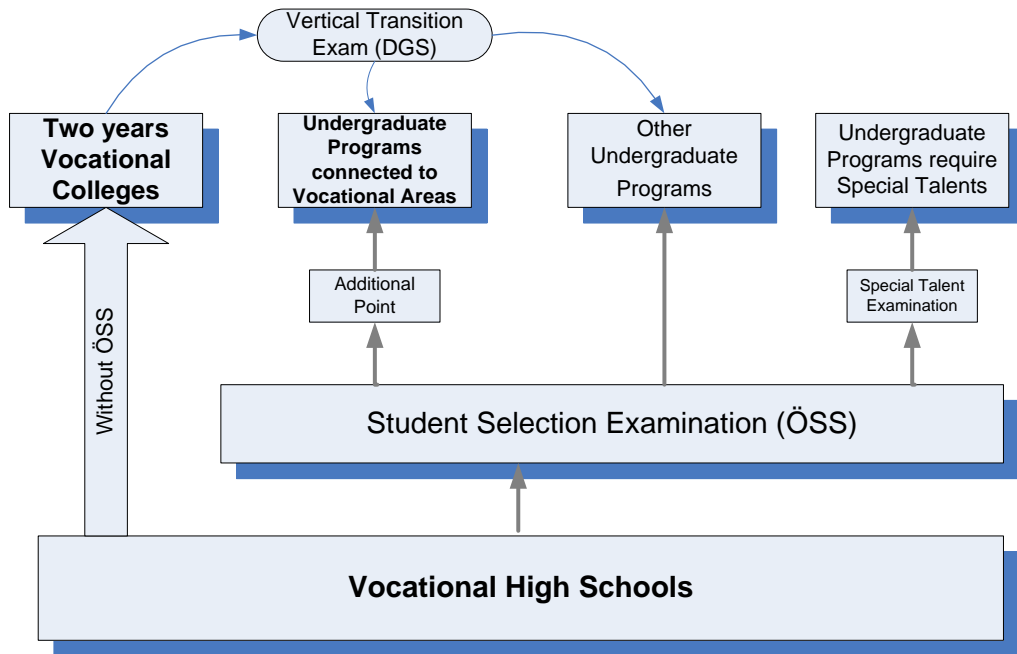 Vertical Transition
Exam (DGS)
Two years
Vocational
Colleges
Undergraduate
Programs
connected to
Vocational Areas
Other
Undergraduate
Programs
Undergraduate
Programs require
Special Talents
Additional
Point
Special Talent
Examination
Without ÖSS
Student Selection Examination (ÖSS)
Vocational High Schools